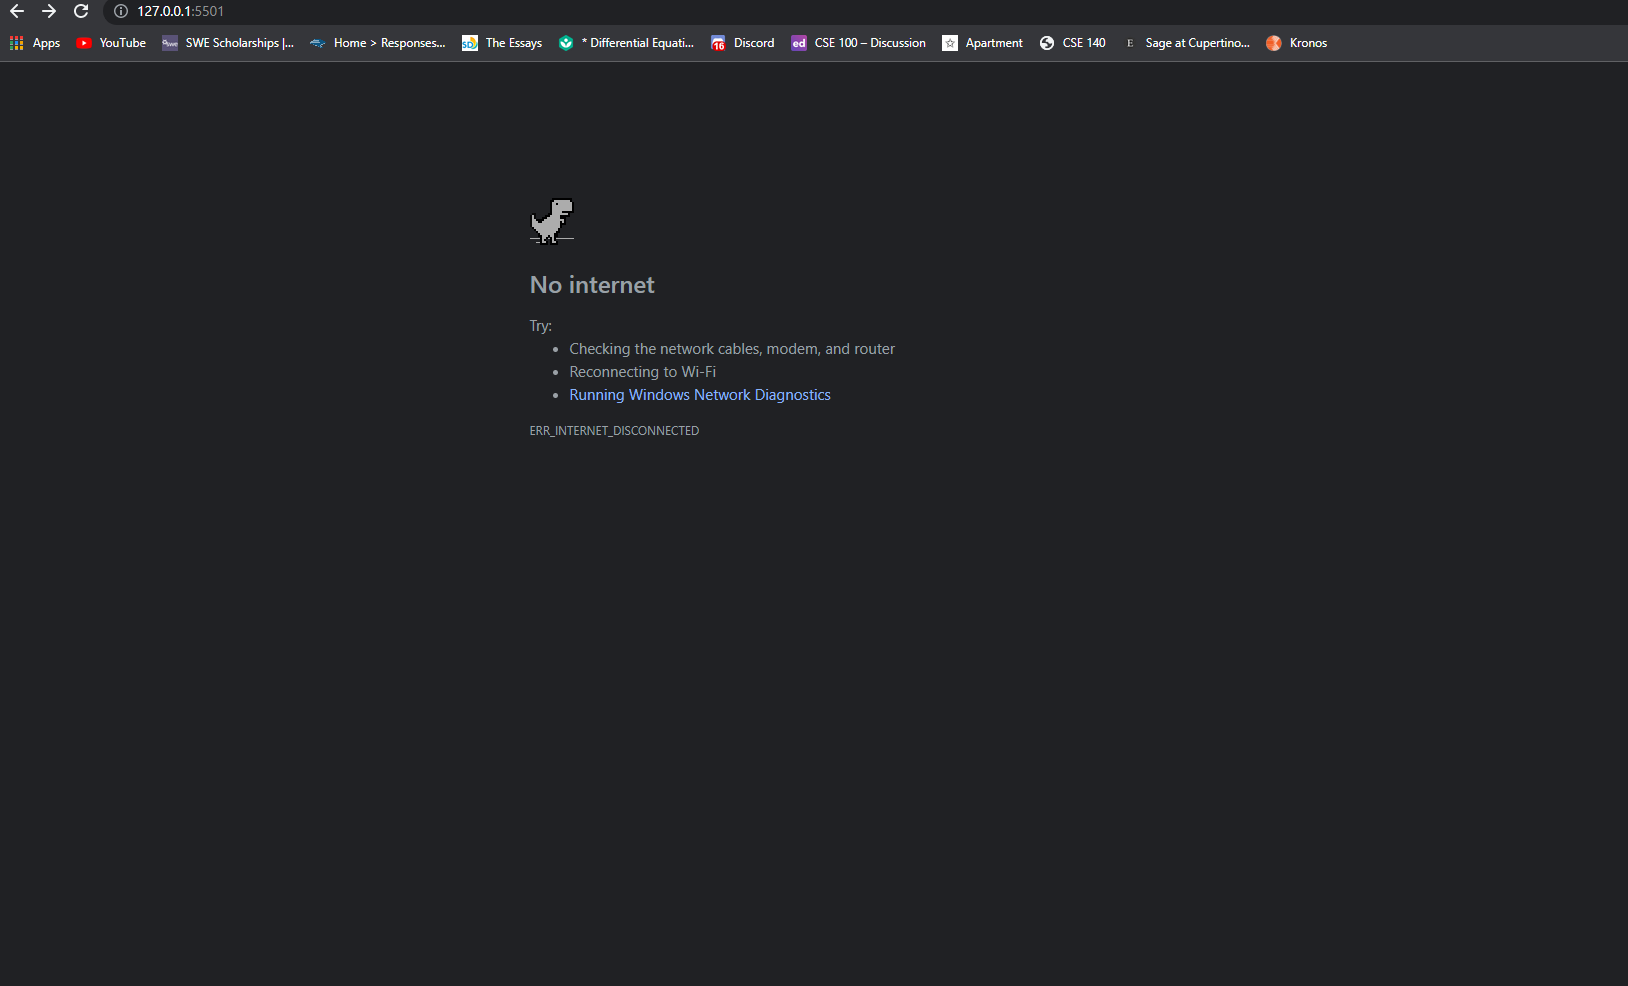 127.0.0.1:5501
Apps YouTube SWE Scholarships |... Home > Responses... The Essays * Differential Equati... 16 Discord ed CSE 100 – Discussion Apartment CSE 140 E Sage at Cupertino... Kronos
No internet
Try:
• Checking the network cables, modem, and router
• Reconnecting to Wi-Fi
• Running Windows Network Diagnostics
ERR_INTERNET_DISCONNECTED